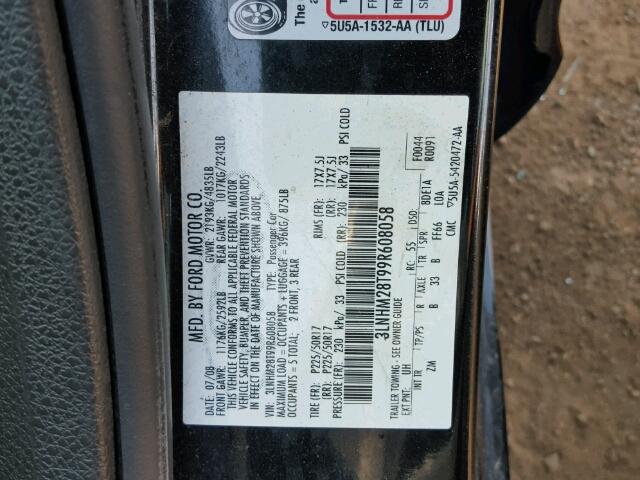 The
a
5U5A-1532-AA (TLU)
MFD. BY FORD MOTOR CO.
DATE: 07/08 GVWR: 2193KG/4835LB
FRONT GAWR: 1176KG/2592LB REAR GAWR: 1017KG/2243LB
THIS VEHICLE CONFORMS TO ALL APPLICABLE FEDERAL MOTOR
VEHICLE SAFETY, BUMPER, AND THEFT PREVENTION STANDARDS
IN EFFECT ON THE DATE OF MANUFACTURE SHOWN ABOVE.
VIN: 3LNHM28T99R608058 TYPE: Passenger Car
MAXIMUM LOAD = OCCUPANTS + LUGGAGE = 396KG/ 875LB
OCCUPANTS = 5 TOTAL; 2 FRONT, 3 REAR
TIRE (FR): P225/50R17 RIMS (FR): 17X7.5J
(RR): P225/50R17 (RR): 17X7.5J
PRESSURE (FR): 230 kPa/ 33 PSI COLD (RR): 230 kPa/ 33 PSI COLD
3LNHM28T99R608058
TRAILER TOWING - SEE OWNER GUIDE F0044
EXT PNT: UH RC: 55 DSO: R0091
INT TR TP/PS R AXLE TR SPR BDE1A
ZM B 33 B FF66 LOA
CMC 5U5A-5420472-AA